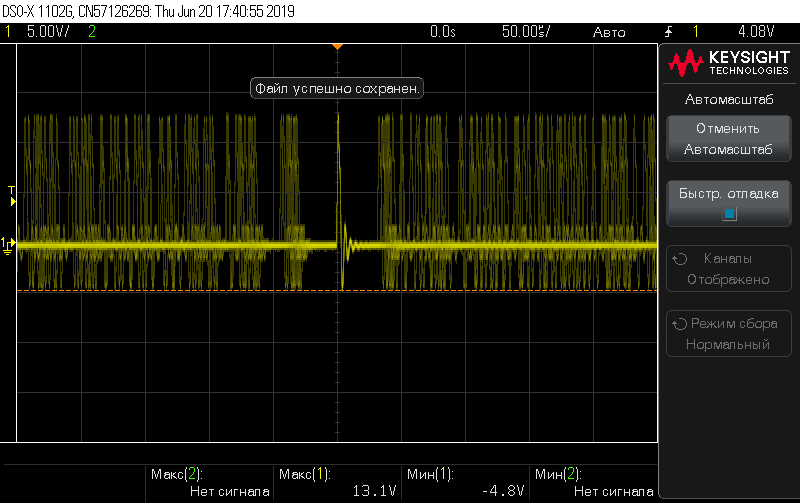 DSO-X 1102G, CN57126269: Thu Jun 20 17:40:55 2019
1 5.00V/ 2 0.0s 50.00µs/ Авто 1 4.08V
KEYSIGHT
TECHNOLOGIES
Автомасштаб
Файл успешно сохранен.
Отменить
Автомасштаб
T
Быстр. отладка
1
Каналы
Отображено
Режим сбора
Нормальный
Макс(2): Макс(1): Мин(1): Мин(2):
Нет сигнала 13.1V -4.8V Нет сигнала